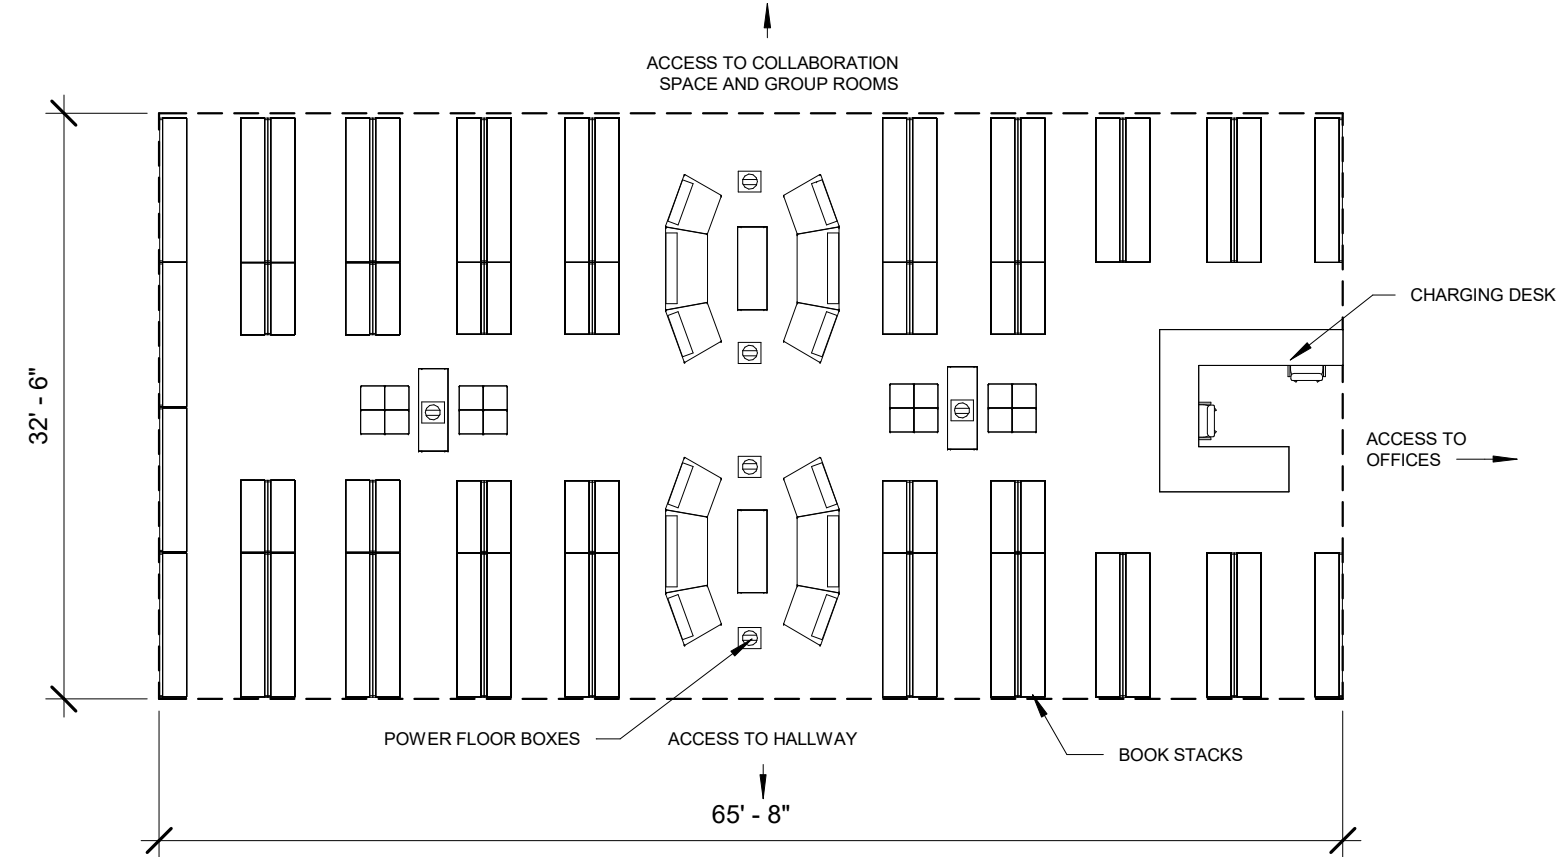 ACCESS TO COLLABORATION
SPACE AND GROUP ROOMS
CHARGING DESK
32' - 6"
ACCESS TO
OFFICES
POWER FLOOR BOXES
ACCESS TO HALLWAY
BOOK STACKS
65' - 8"